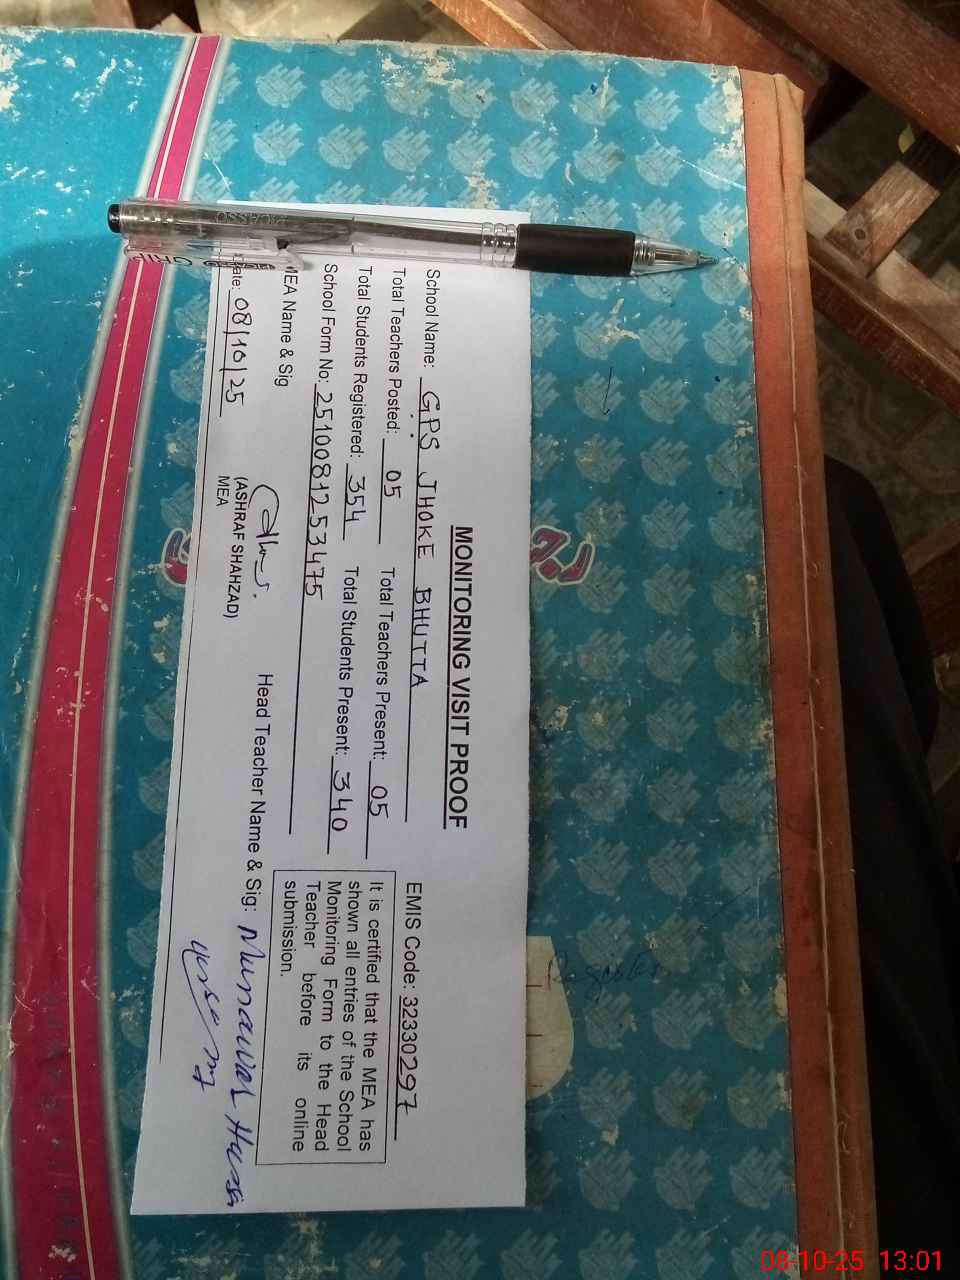 MONITORING VISIT PROOF
EMIS Code: 32330297
School Name: GPS JHOKE BHUTTA
Total Teachers Posted: 05 Total Teachers Present: 05
Total Students Registered: 354 Total Students Present: 340
School Form No: 2510081253475
It is certified that the MEA has
shown all entries of the School
Monitoring Form to the Head
Teacher before its online
submission.
MEA Name & Sig
(ASHRAF SHAHZAD)
MEA
Head Teacher Name & Sig: Munawar
Date: 08/10/25
PICASSO
GRIP
08-10-25 13:01